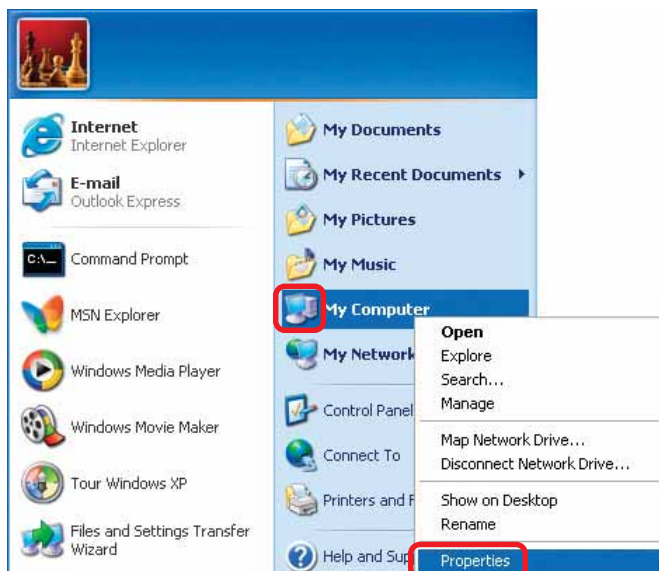 Internet
Internet Explorer
E-mail
Outlook Express
C:\_
Command Prompt
MSN Explorer
Windows Media Player
Windows Movie Maker
Tour Windows XP
Files and Settings Transfer
Wizard
My Documents
My Recent Documents
My Pictures
My Music
My Computer
My Network
Control Panel
Connect To
Printers and F
Help and Sup
Open
Explore
Search...
Manage
Map Network Drive...
Disconnect Network Drive...
Show on Desktop
Rename
Properties